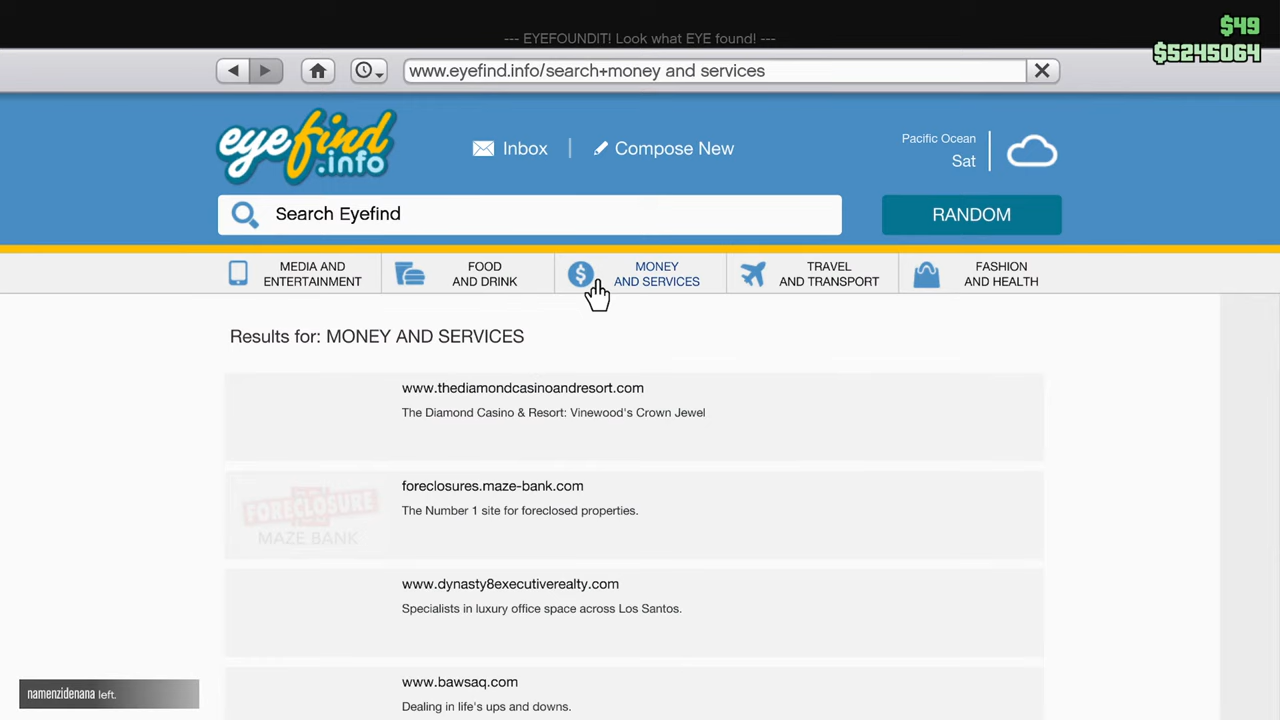 $49
--- EYEFOUNDIT! Look what EYE found! ---
$5245064
www.eyefind.info/search+money and services
eyefind
.info
Inbox
Compose New
Pacific Ocean
Sat
Search Eyefind
RANDOM
MEDIA AND
ENTERTAINMENT
FOOD
AND DRINK
MONEY
AND SERVICES
TRAVEL
AND TRANSPORT
FASHION
AND HEALTH
Results for: MONEY AND SERVICES
www.thediamondcasinoandresort.com
The Diamond Casino & Resort: Vinewood's Crown Jewel
FORECLOSURE
MAZE BANK
foreclosures.maze-bank.com
The Number 1 site for foreclosed properties.
www.dynasty8executiverealty.com
Specialists in luxury office space across Los Santos.
www.bawsaq.com
Dealing in life's ups and downs.
namenzidenana left.